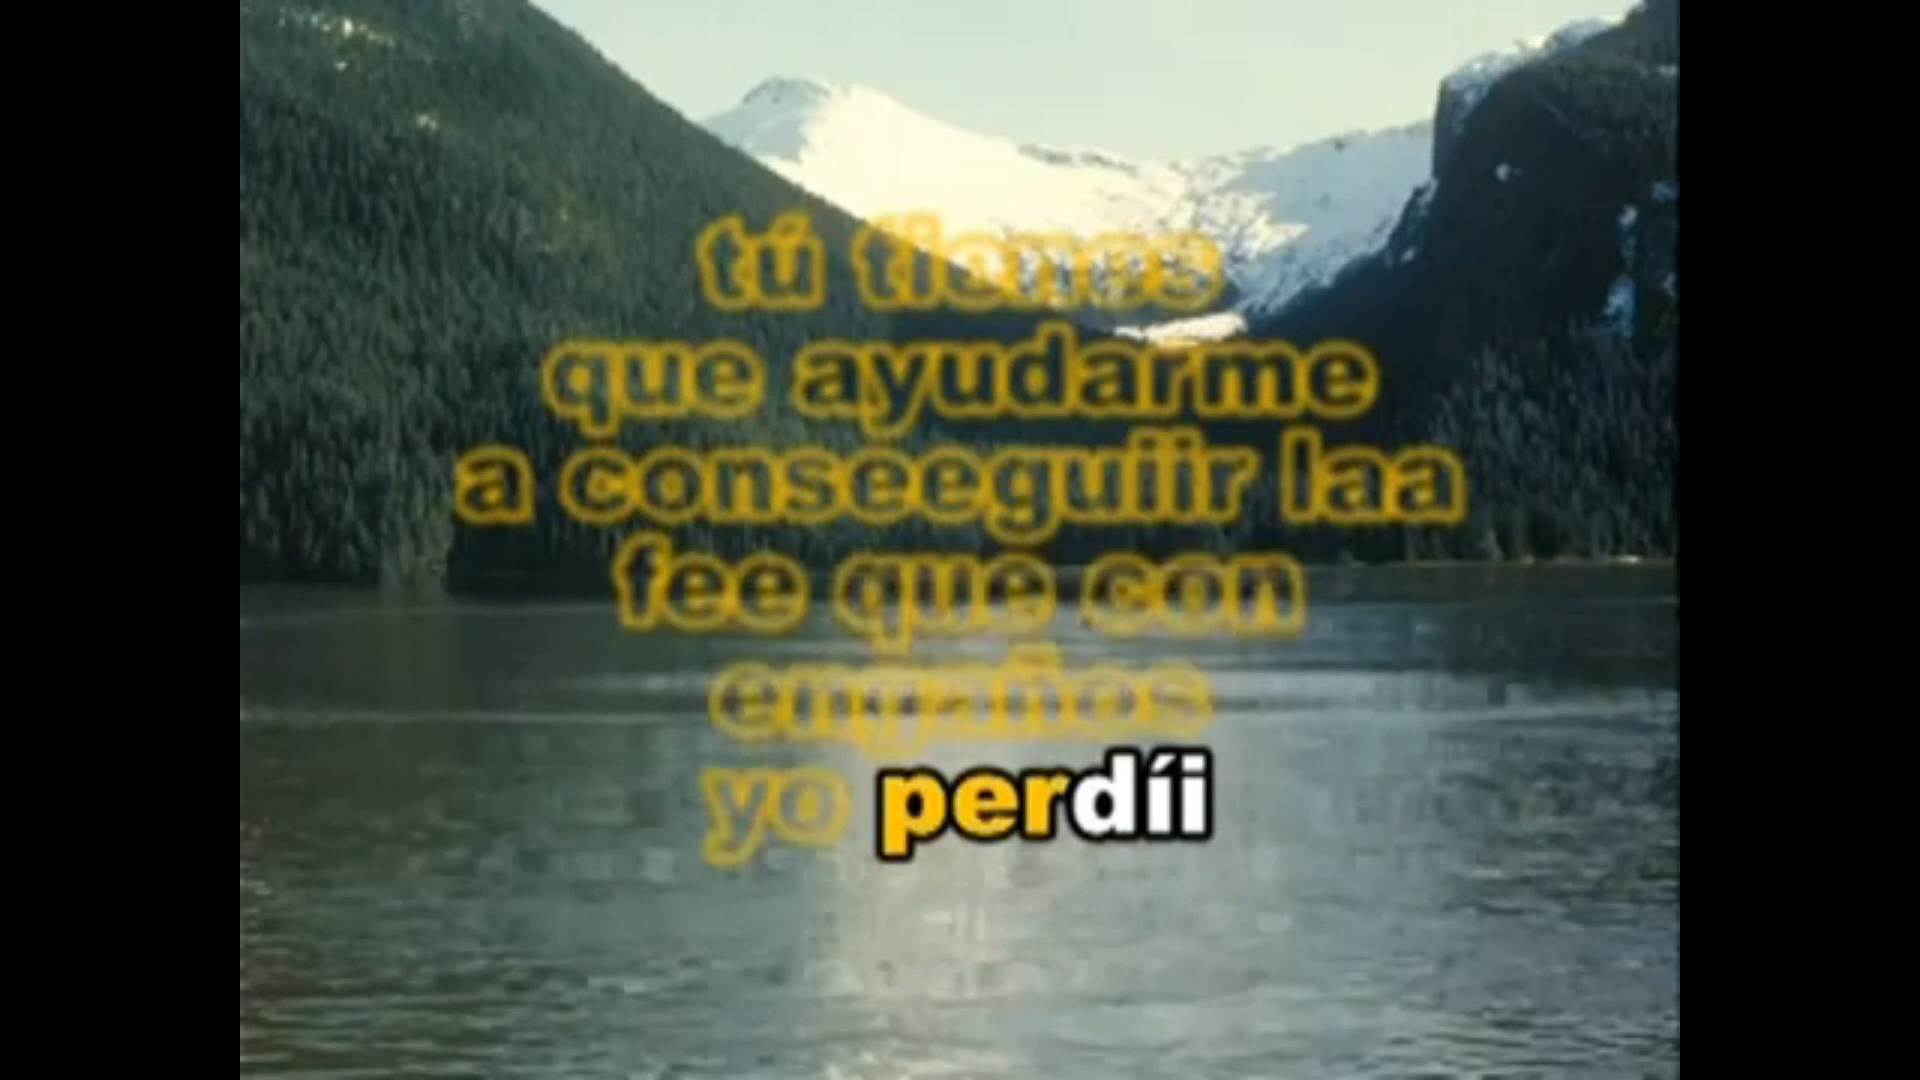 tú tienes
que ayudarme
a conseeguiir laa
fee que con
engaños
yo perdíi